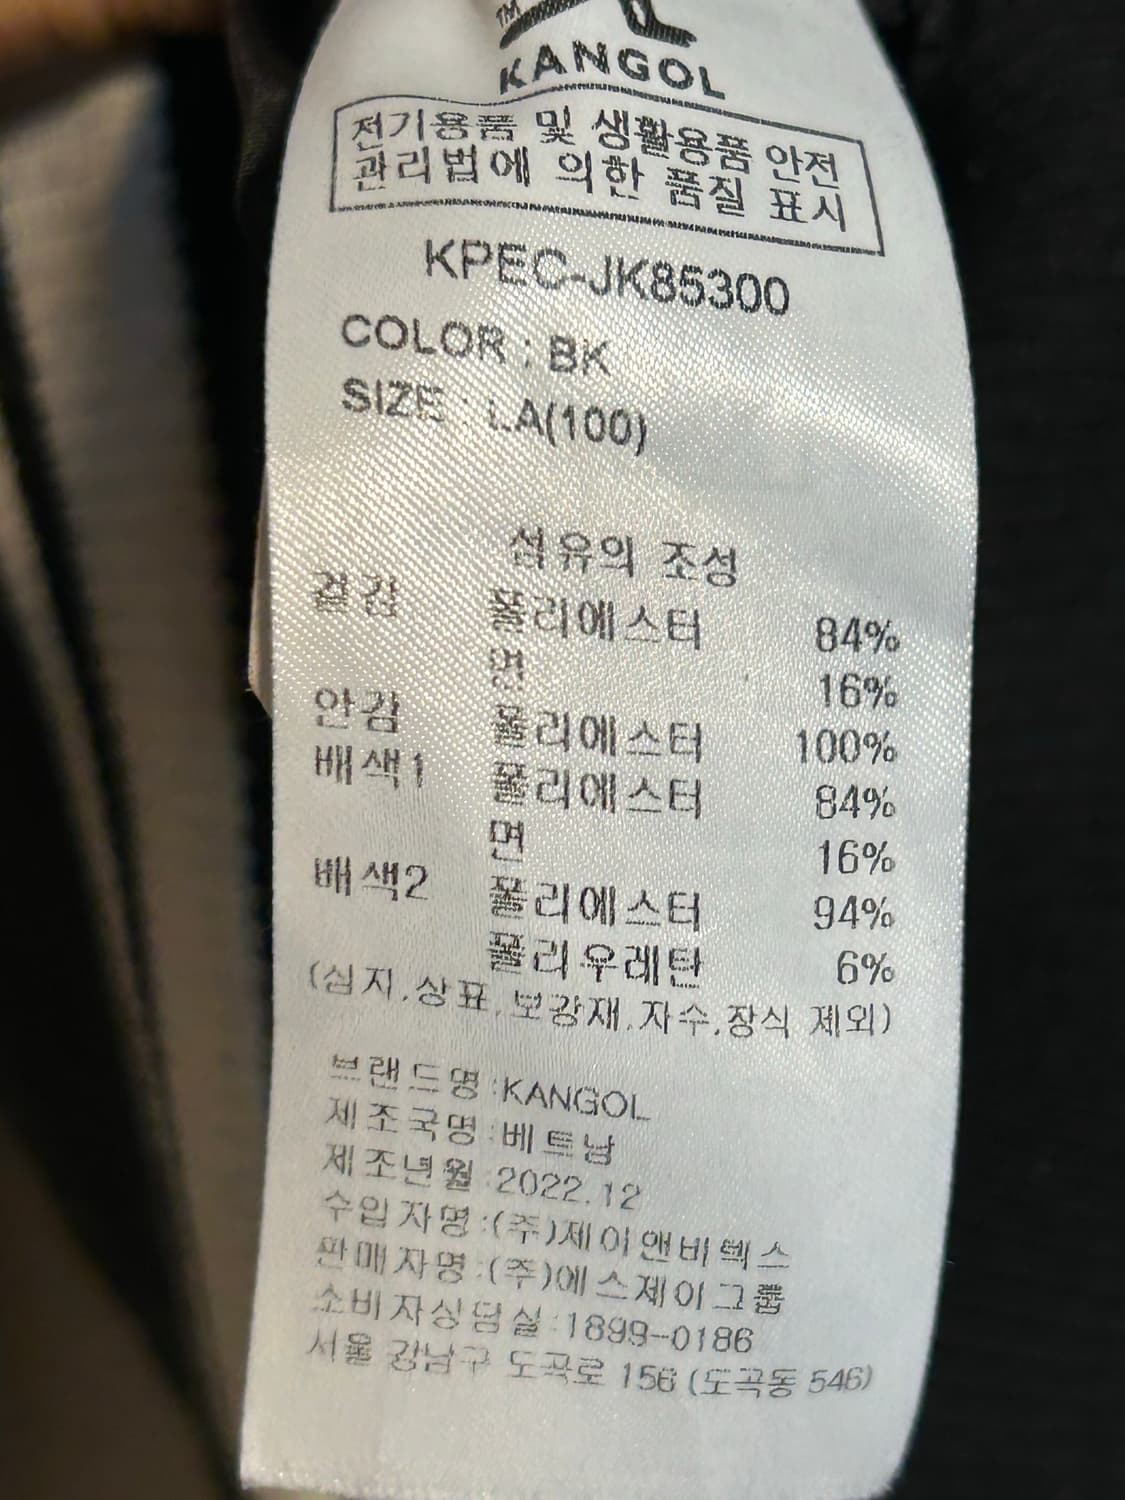 TM
KANGOL
전기용품 및 생활용품 안전
관리법에 의한 품질 표시
KPEC-JK85300
COLOR : BK
SIZE : LA(100)
섬유의 조성
겉감 폴리에스터 84%
면 16%
안감 폴리에스터 100%
배색1 폴리에스터 84%
면 16%
배색2 폴리에스터 94%
폴리우레탄 6%
(심지,상표,보강재,자수,장식 제외)
브랜드명:KANGOL
제조국명:베트남
제조년월:2022.12
수입자명:(주)제이앤비텍스
판매자명:(주)에스제이그룹
소비자상담실:1899-0186
서울 강남구 도곡로 156 (도곡동 546)